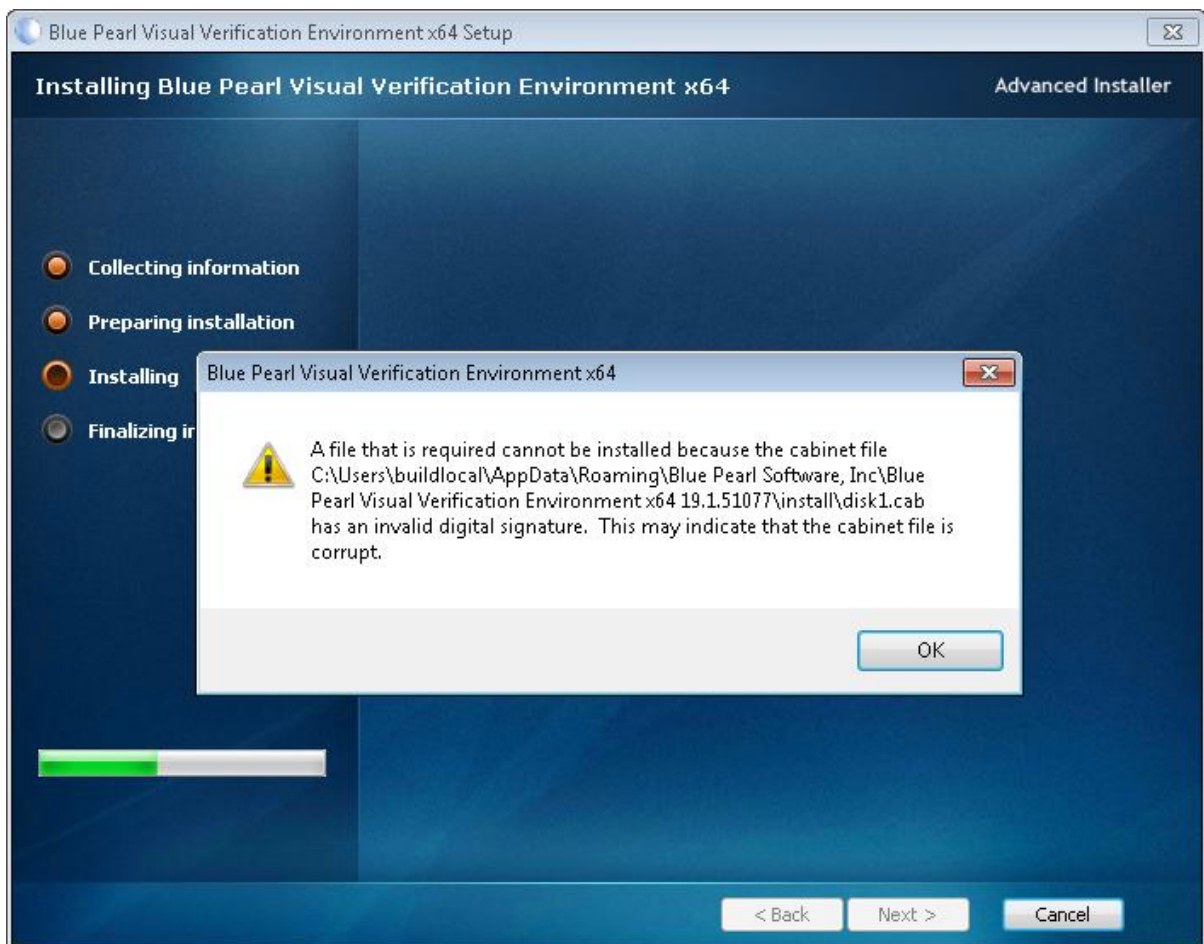 Blue Pearl Visual Verification Environment x64 Setup
Installing Blue Pearl Visual Verification Environment x64
Advanced Installer
Collecting information
Preparing installation
Installing
Finalizing in
Blue Pearl Visual Verification Environment x64
A file that is required cannot be installed because the cabinet file
C:\Users\buildlocal\AppData\Roaming\Blue Pearl Software, Inc\Blue
Pearl Visual Verification Environment x64 19.1.51077\install\disk1.cab
has an invalid digital signature.  This may indicate that the cabinet file is
corrupt.
OK
< Back
Next >
Cancel